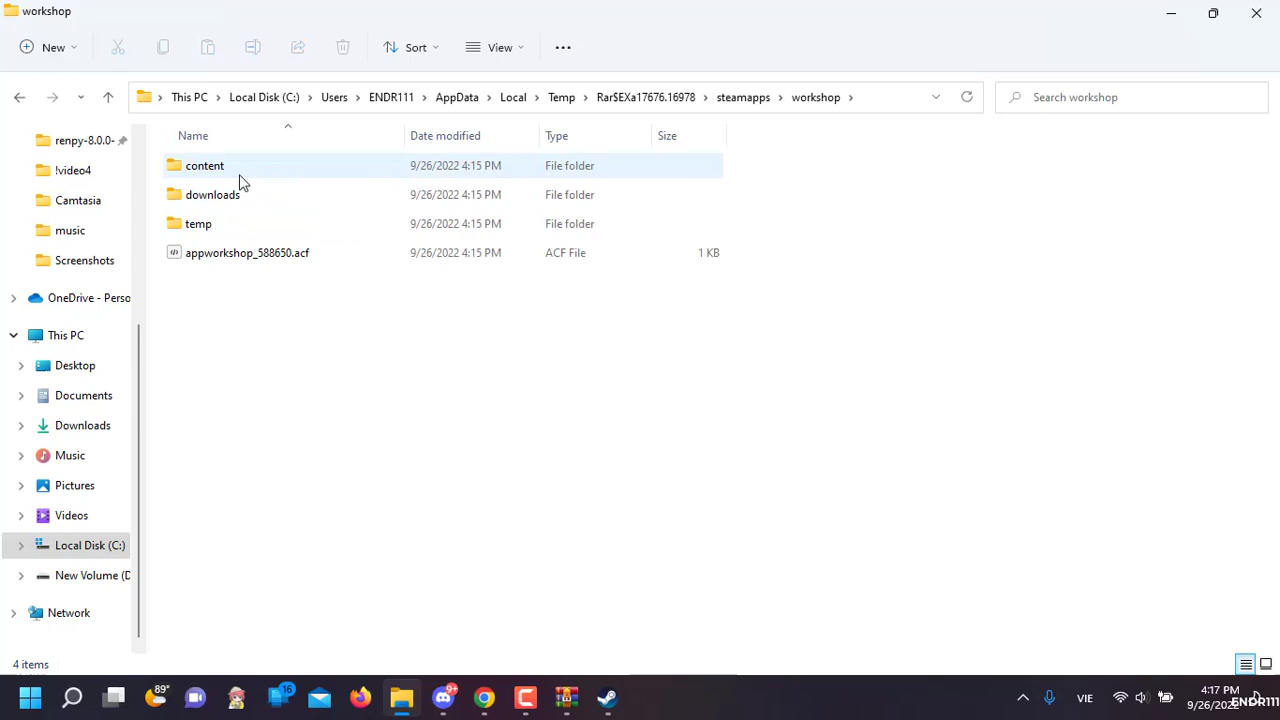 workshop
New
Sort
View
This PC
Local Disk (C:)
Users
ENDR111
AppData
Local
Temp
Rar$EXa17676.16978
steamapps
workshop
Search workshop
Name
Date modified
Type
Size
content 9/26/2022 4:15 PM File folder
downloads 9/26/2022 4:15 PM File folder
temp 9/26/2022 4:15 PM File folder
appworkshop_588650.acf 9/26/2022 4:15 PM ACF File 1 KB
renpy-8.0.0-
!video4
Camtasia
music
Screenshots
OneDrive - Perso
This PC
Desktop
Documents
Downloads
Music
Pictures
Videos
Local Disk (C:)
New Volume (D
Network
4 items
89°
16
9+
VIE
4:17 PM
9/26/202
ENDR111